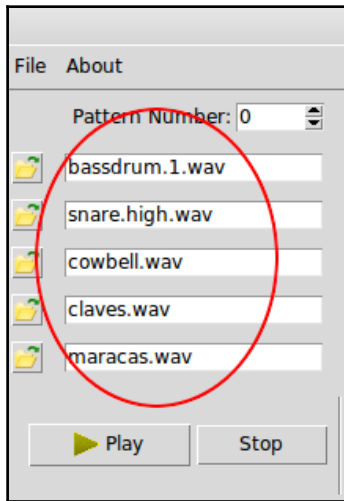 File About
Pattern Number: 0
bassdrum.1.wav
snare.high.wav
cowbell.wav
claves.wav
maracas.wav
Play Stop